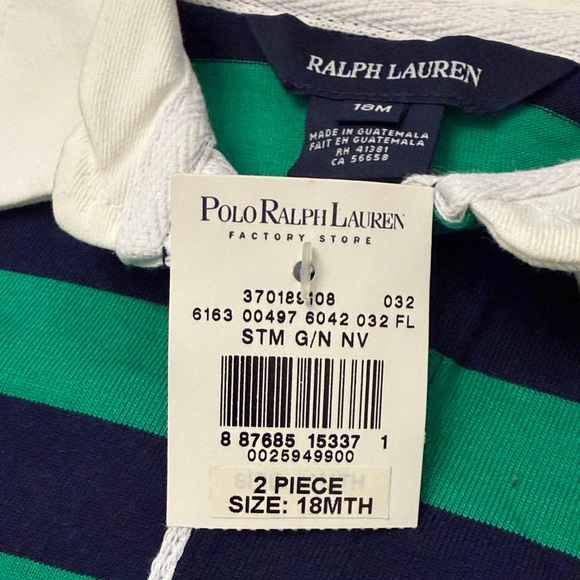 RALPH LAUREN
18M
MADE IN GUATEMALA
FAIT EN GUATEMALA
RN 41381
CA 56658
POLO RALPH LAUREN
FACTORY STORE
370189108 032
6163 00497 6042 032 FL
STM G/N NV
8 87685 15337 1
0025949900
2 PIECE
SIZE: 18MTH